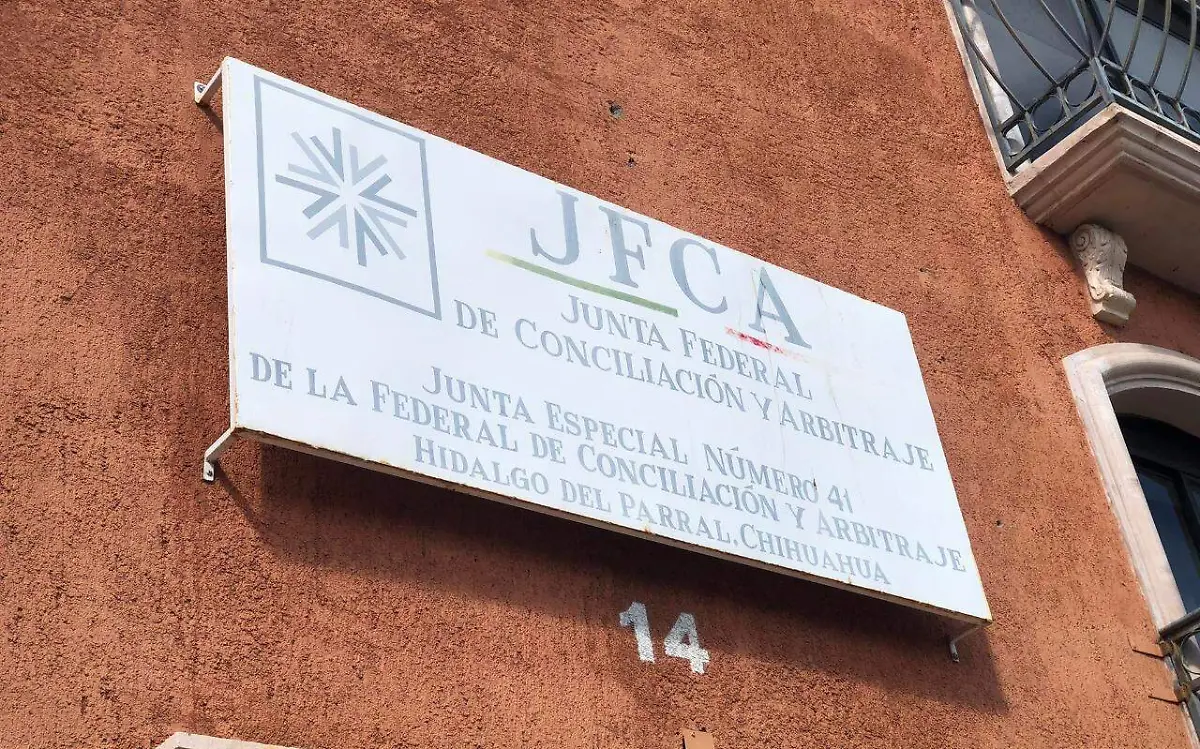 JFCA
JUNTA FEDERAL
DE CONCILIACIÓN Y ARBITRAJE
JUNTA ESPECIAL NÚMERO 41
DE LA FEDERAL DE CONCILIACIÓN Y ARBITRAJE
HIDALGO DEL PARRAL, CHIHUAHUA
14